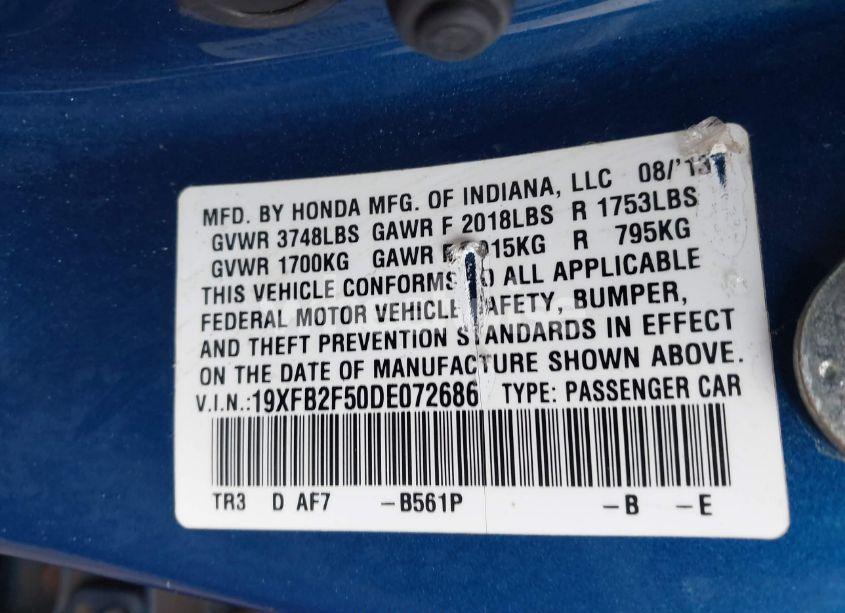 MFD. BY HONDA MFG. OF INDIANA, LLC 08/'13
GVWR 3748LBS GAWR F 2018LBS R 1753LBS
GVWR 1700KG GAWR 915KG R 795KG
THIS VEHICLE CONFORMS TO ALL APPLICABLE
FEDERAL MOTOR VEHICLE SAFETY, BUMPER,
AND THEFT PREVENTION STANDARDS IN EFFECT
ON THE DATE OF MANUFACTURE SHOWN ABOVE.
V.I.N.:19XFB2F50DE072686 TYPE: PASSENGER CAR
TR3 D AF7 -B561P -B -E